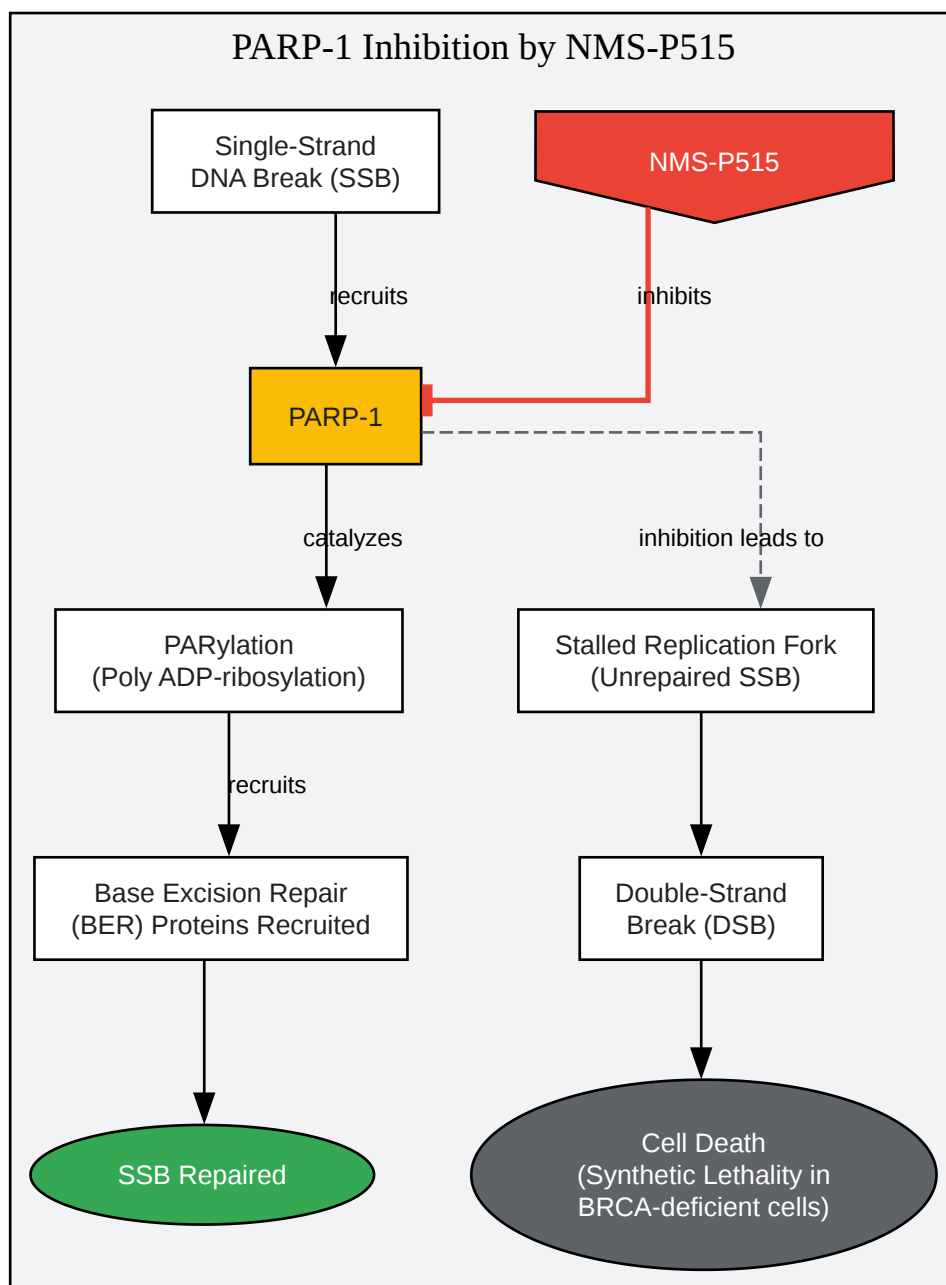 PARP-1 Inhibition by NMS-P515
Single-Strand
DNA Break (SSB)
NMS-P515
recruits
inhibits
PARP-1
catalyzes
inhibition leads to
PARylation
(Poly ADP-ribosylation)
Stalled Replication Fork
(Unrepaired SSB)
recruits
Base Excision Repair
(BER) Proteins Recruited
Double-Strand
Break (DSB)
SSB Repaired
Cell Death
(Synthetic Lethality in
BRCA-deficient cells)